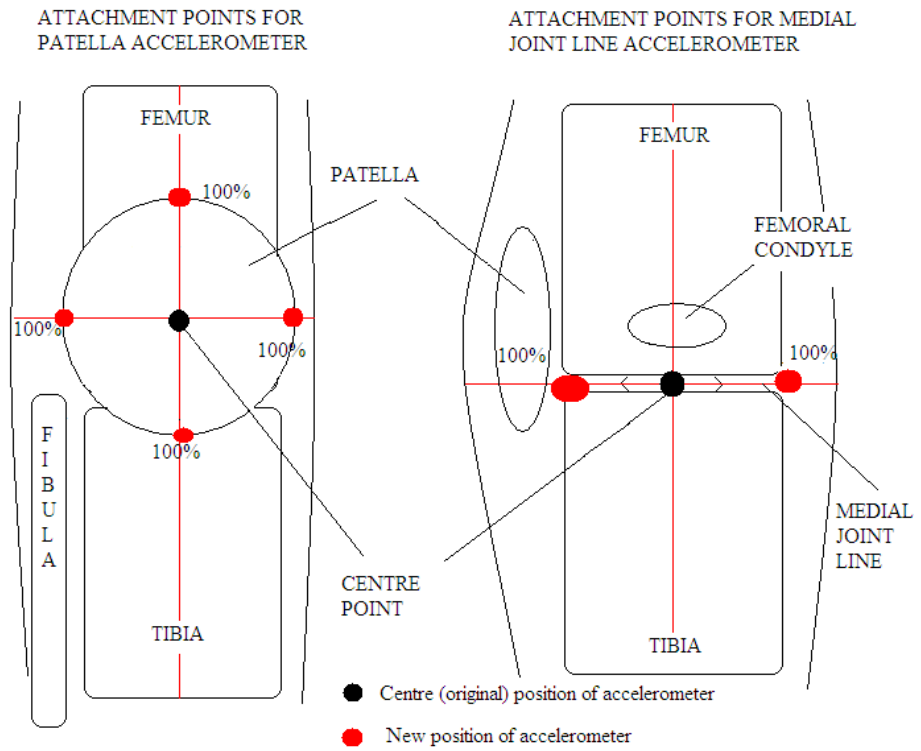 ATTACHMENT POINTS FOR
PATELLA ACCELEROMETER
FEMUR
100%
100%
100%
100%
F
I
B
U
L
A
TIBIA
PATELLA
CENTRE
POINT
ATTACHMENT POINTS FOR MEDIAL
JOINT LINE ACCELEROMETER
FEMUR
FEMORAL
CONDYLE
100%
100%
MEDIAL
JOINT
LINE
TIBIA
Centre (original) position of accelerometer
New position of accelerometer